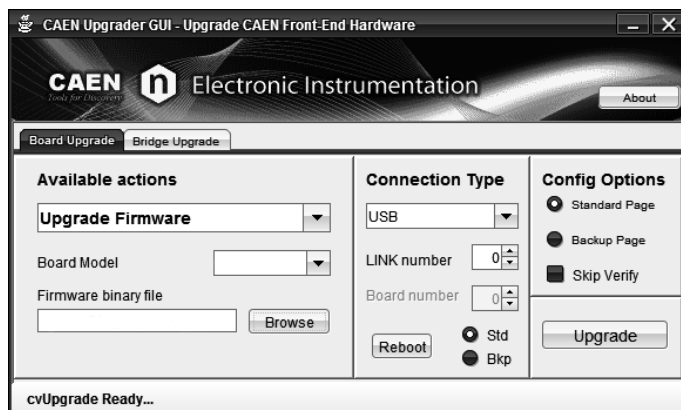 CAEN Upgrader GUI - Upgrade CAEN Front-End Hardware
CAEN n Electronic Instrumentation
Tools for Discovery
About
Board Upgrade Bridge Upgrade
Available actions
Upgrade Firmware
Board Model
Firmware binary file
Browse
Connection Type
USB
LINK number 0
Board number 0
Reboot
Std
Bkp
Config Options
Standard Page
Backup Page
Skip Verify
Upgrade
cvUpgrade Ready...